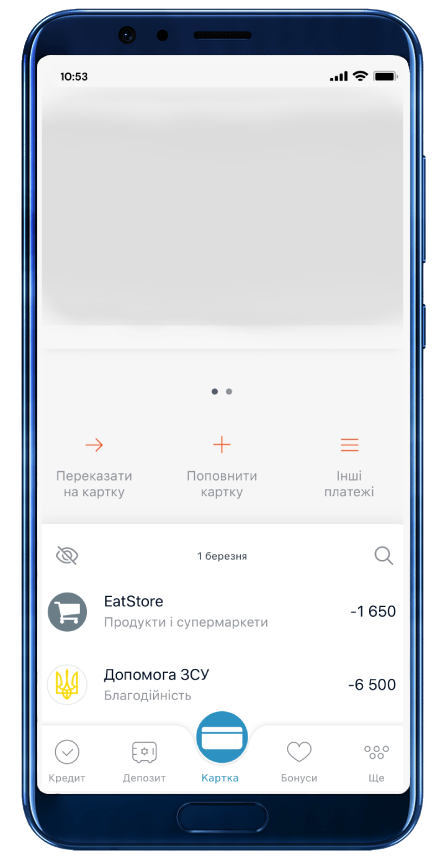 10:53
Переказати
на картку
Поповнити
картку
Інші
платежі
1 березня
EatStore
Продукти і супермаркети
-1 650
Допомога ЗСУ
Благодійність
-6 500
Кредит
Депозит
Картка
Бонуси
Ще